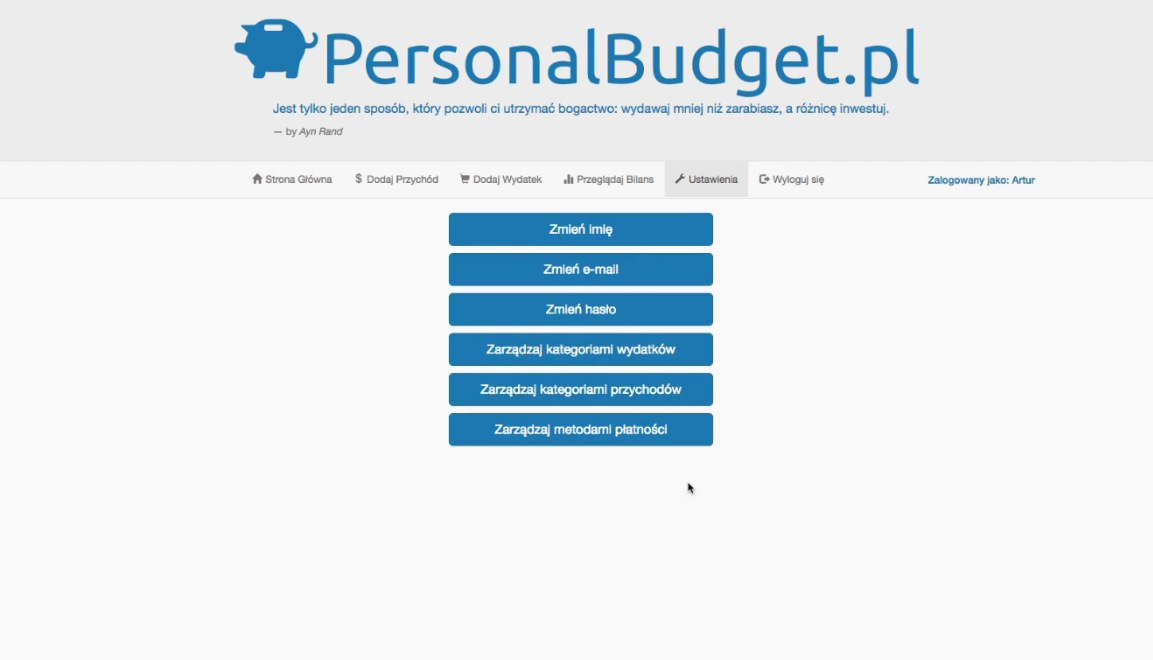 PersonalBudget.pl
Jest tylko jeden sposób, który pozwoli ci utrzymać bogactwo: wydawaj mniej niż zarabiasz, a różnicę inwestuj.
— by Ayn Rand
Strona Główna $ Dodaj Przychód Dodaj Wydatek Przeglądaj Bilans Ustawienia Wyloguj się Zalogowany jako: Artur
Zmień imię
Zmień e-mail
Zmień hasło
Zarządzaj kategoriami wydatków
Zarządzaj kategoriami przychodów
Zarządzaj metodami płatności